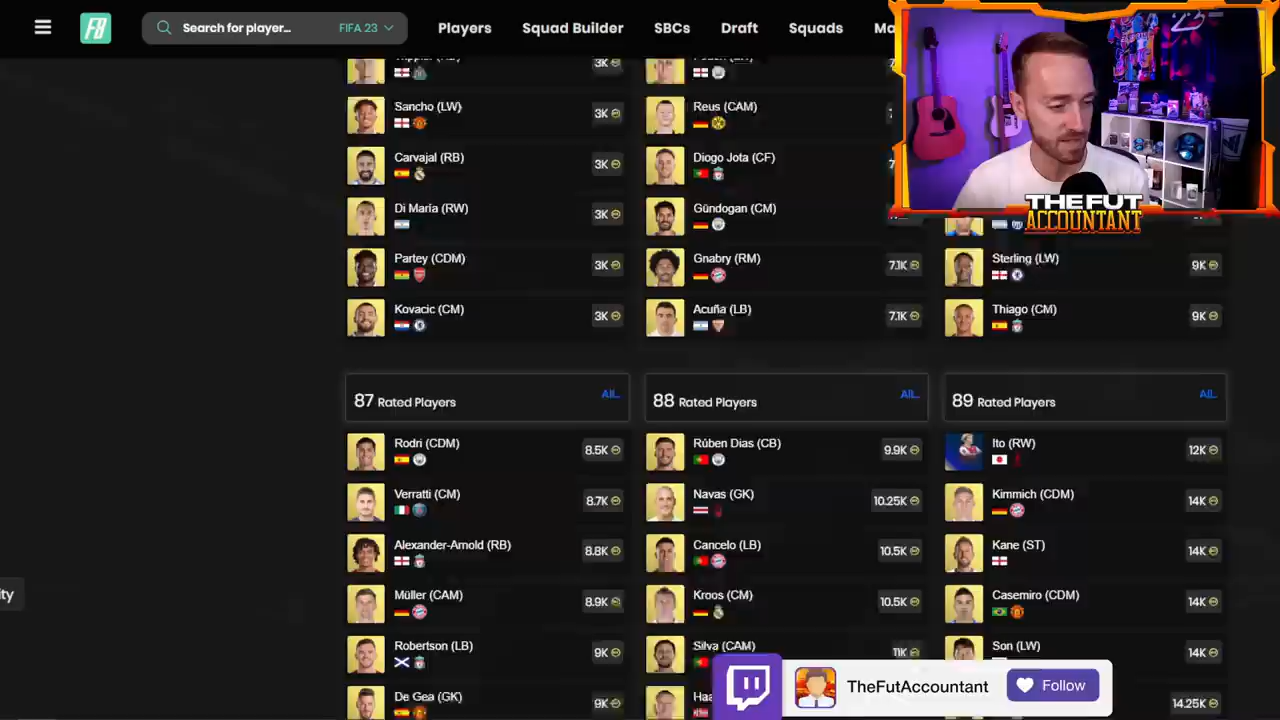 Search for player...
FIFA 23
Players
Squad Builder
SBCs
Draft
Squads
3K
Sancho (LW)
3K
Reus (CAM)
Carvajal (RB)
3K
Diogo Jota (CF)
Di María (RW)
3K
Gündogan (CM)
THE FUT
ACCOUNTANT
Partey (CDM)
3K
Gnabry (RM)
7.1K
Sterling (LW)
9K
Kovacic (CM)
3K
Acuña (LB)
7.1K
Thiago (CM)
9K
87 Rated Players
All..
88 Rated Players
All..
89 Rated Players
All..
Rodri (CDM)
8.5K
Rúben Dias (CB)
9.9K
Ito (RW)
12K
Verratti (CM)
8.7K
Navas (GK)
10.25K
Kimmich (CDM)
14K
Alexander-Arnold (RB)
8.8K
Cancelo (LB)
10.5K
Kane (ST)
14K
Müller (CAM)
8.9K
Kroos (CM)
10.5K
Casemiro (CDM)
14K
Robertson (LB)
9K
Silva (CAM)
11K
Son (LW)
14K
De Gea (GK)
9K
14.25K
TheFutAccountant
Follow